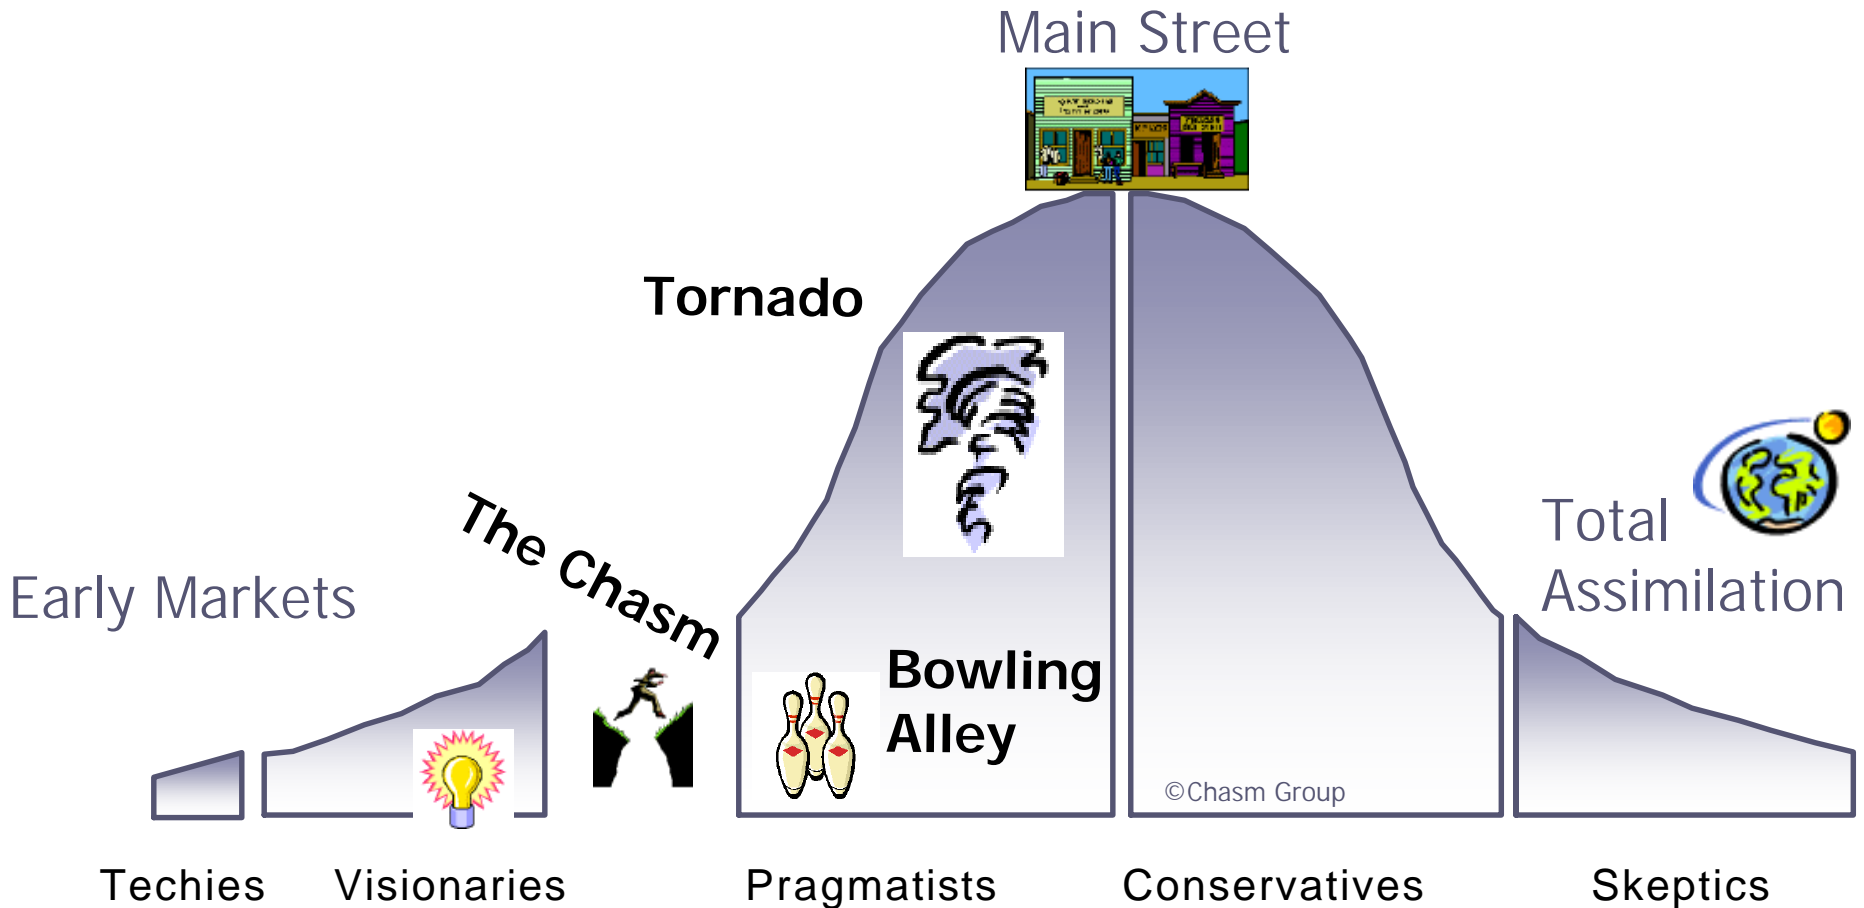 Main Street
Tornado
The Chasm
Total
Assimilation
Early Markets
Bowling
Alley
©Chasm Group
Techies
Visionaries
Pragmatists
Conservatives
Skeptics